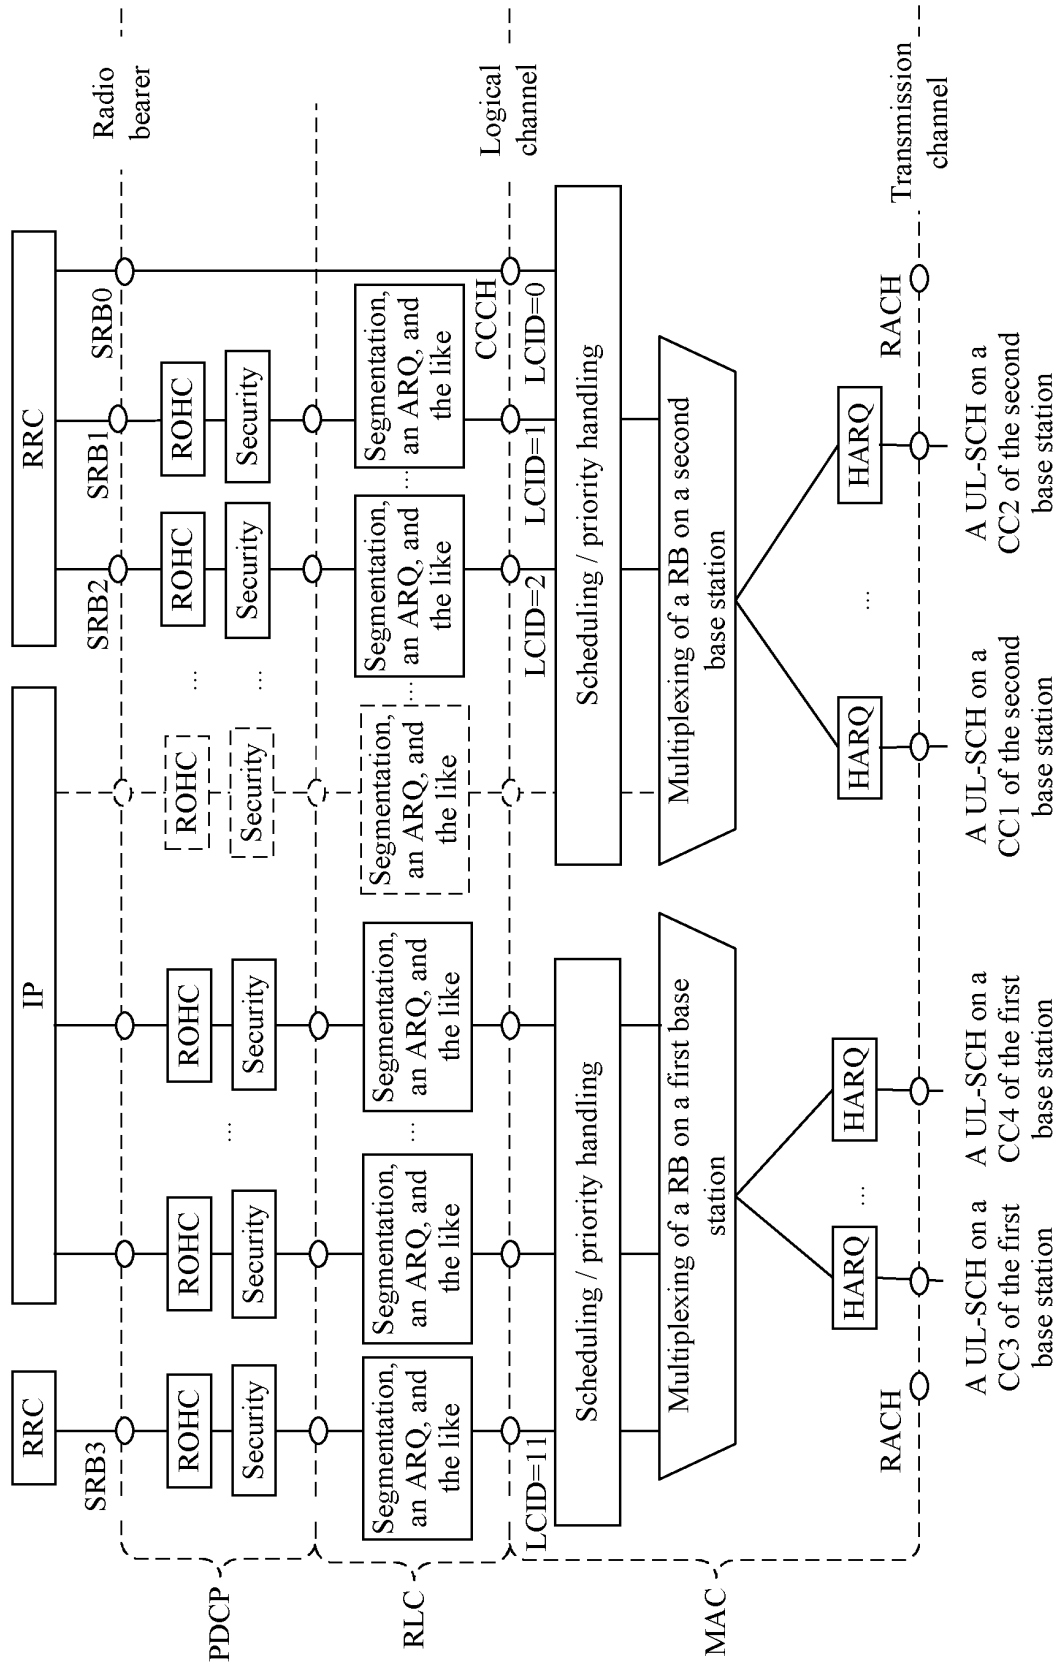 RRC
IP
RRC
Radio
bearer
SRB3
SRB2
SRB1
SRB0
PDCP
ROHC
ROHC
ROHC
ROHC
ROHC
ROHC
...
...
Security
Security
Security
Security
Security
Security
...
RLC
Segmentation,
an ARQ, and
the like
Segmentation,
an ARQ, and
the like
...
Segmentation,
an ARQ, and
the like
Segmentation,
an ARQ, and
the like
...
Segmentation,
an ARQ, and
the like
...
Segmentation,
an ARQ, and
the like
Logical
channel
CCCH
LCID=11
LCID=2
LCID=1
LCID=0
MAC
Scheduling / priority handling
Scheduling / priority handling
Multiplexing of a RB on a first base
station
Multiplexing of a RB on a second
base station
HARQ
...
HARQ
HARQ
...
HARQ
RACH
RACH
Transmission
channel
A UL-SCH on a
CC3 of the first
base station
A UL-SCH on a
CC4 of the first
base station
A UL-SCH on a
CC1 of the second
base station
A UL-SCH on a
CC2 of the second
base station